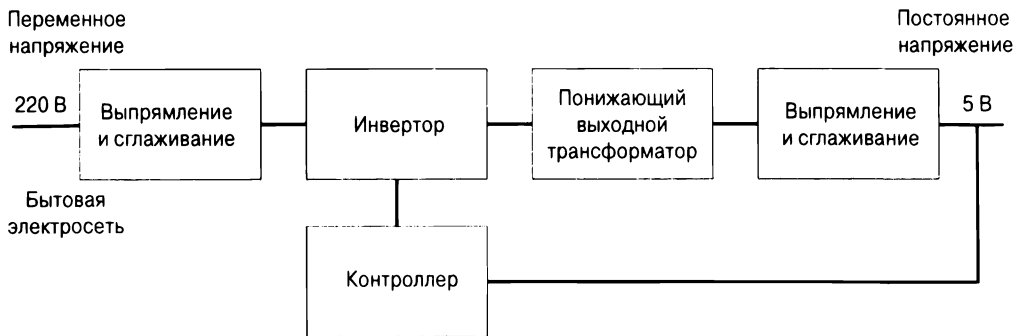 Переменное
напряжение
Постоянное
напряжение
220 В
Выпрямление
и сглаживание
Инвертор
Понижающий
выходной
трансформатор
Выпрямление
и сглаживание
5 В
Бытовая
электросеть
Контроллер